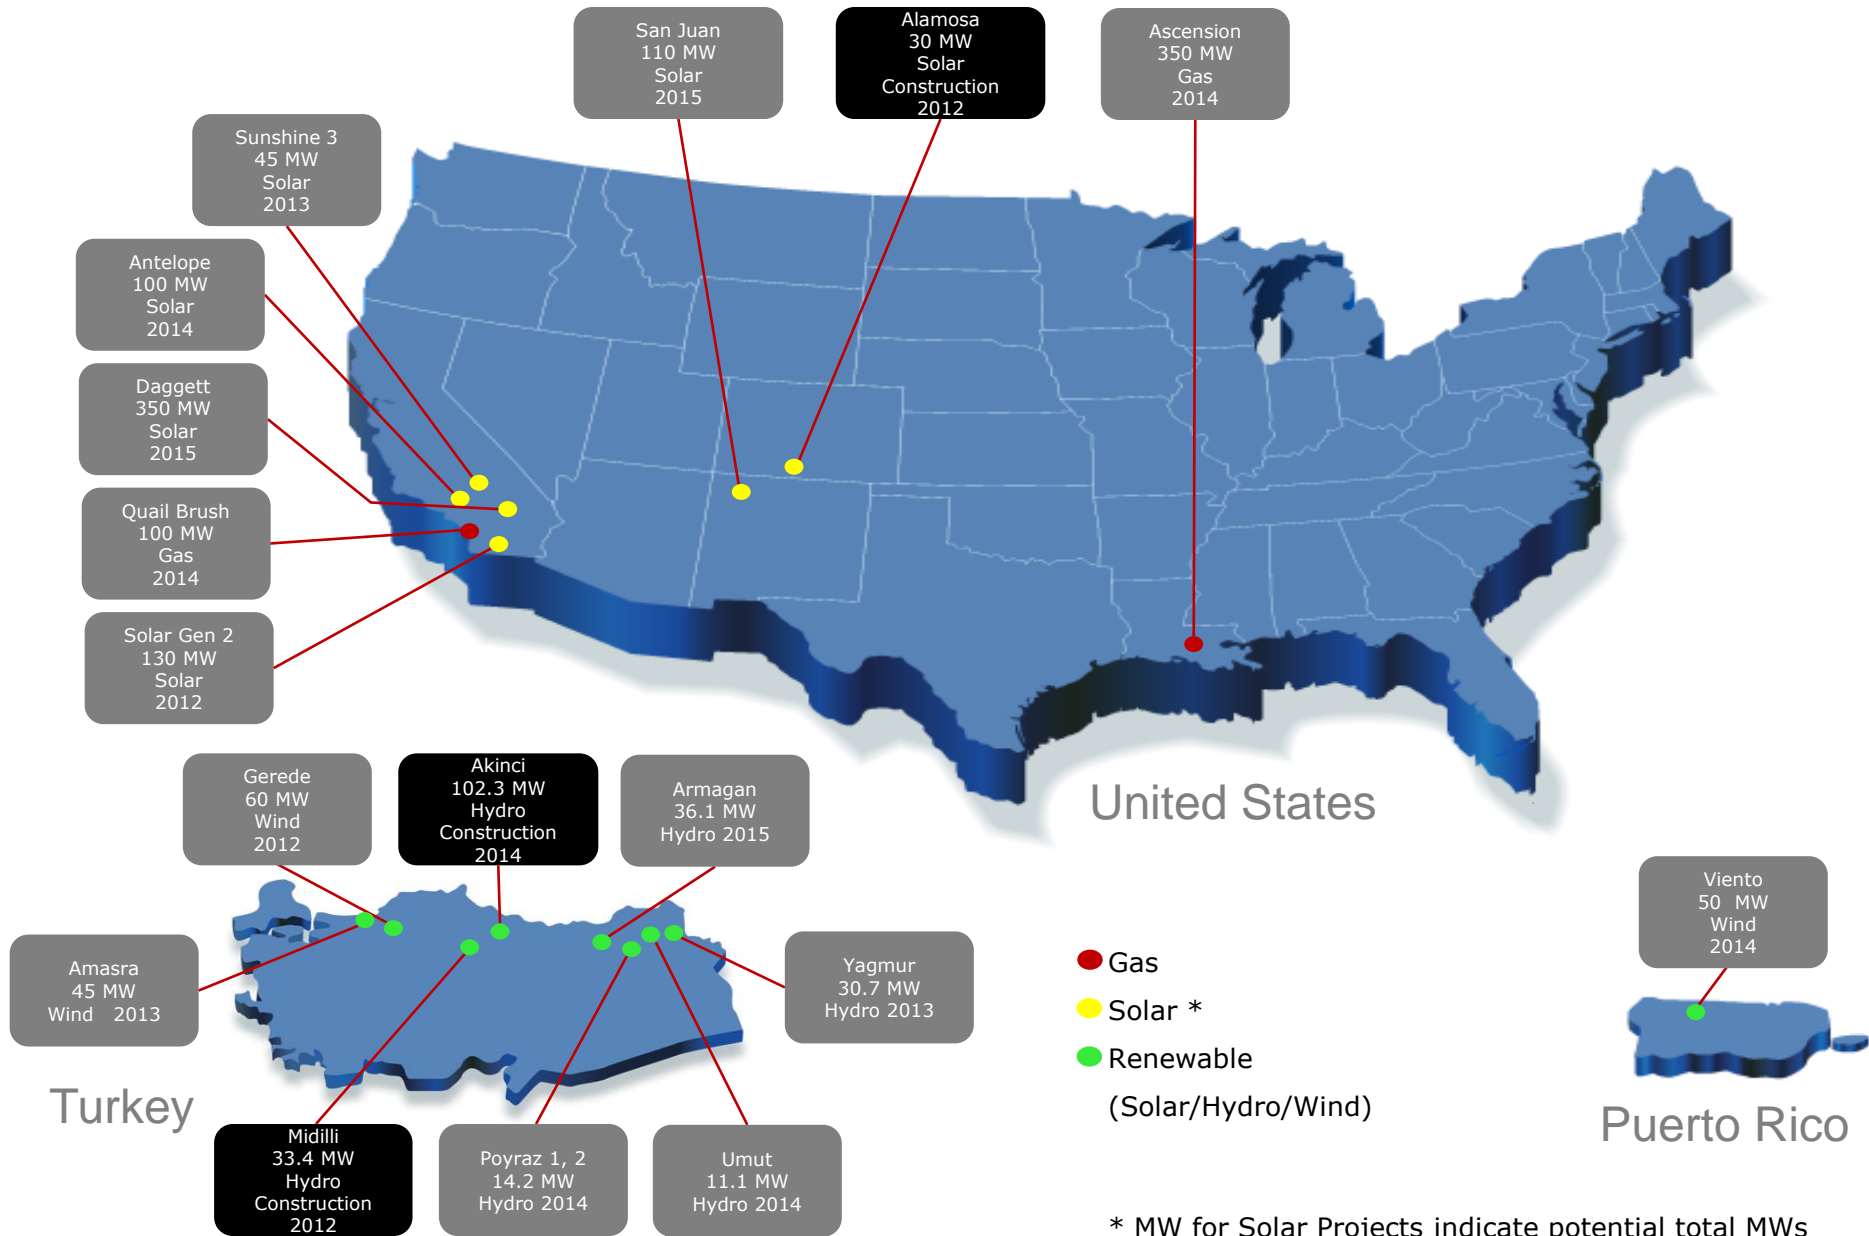 San Juan
110 MW
Solar
2015
Alamosa
30 MW
Solar
Construction
2012
Ascension
350 MW
Gas
2014
Sunshine 3
45 MW
Solar
2013
Antelope
100 MW
Solar
2014
Daggett
350 MW
Solar
2015
Quail Brush
100 MW
Gas
2014
Solar Gen 2
130 MW
Solar
2012
United States
Gerede
60 MW
Wind
2012
Akinci
102.3 MW
Hydro
Construction
2014
Armagan
36.1 MW
Hydro 2015
Amasra
45 MW
Wind 2013
Yagmur
30.7 MW
Hydro 2013
Turkey
Midilli
33.4 MW
Hydro
Construction
2012
Poyraz 1, 2
14.2 MW
Hydro 2014
Umut
11.1 MW
Hydro 2014
Viento
50 MW
Wind
2014
Puerto Rico
Gas
Solar *
Renewable
(Solar/Hydro/Wind)
* MW for Solar Projects indicate potential total MWs